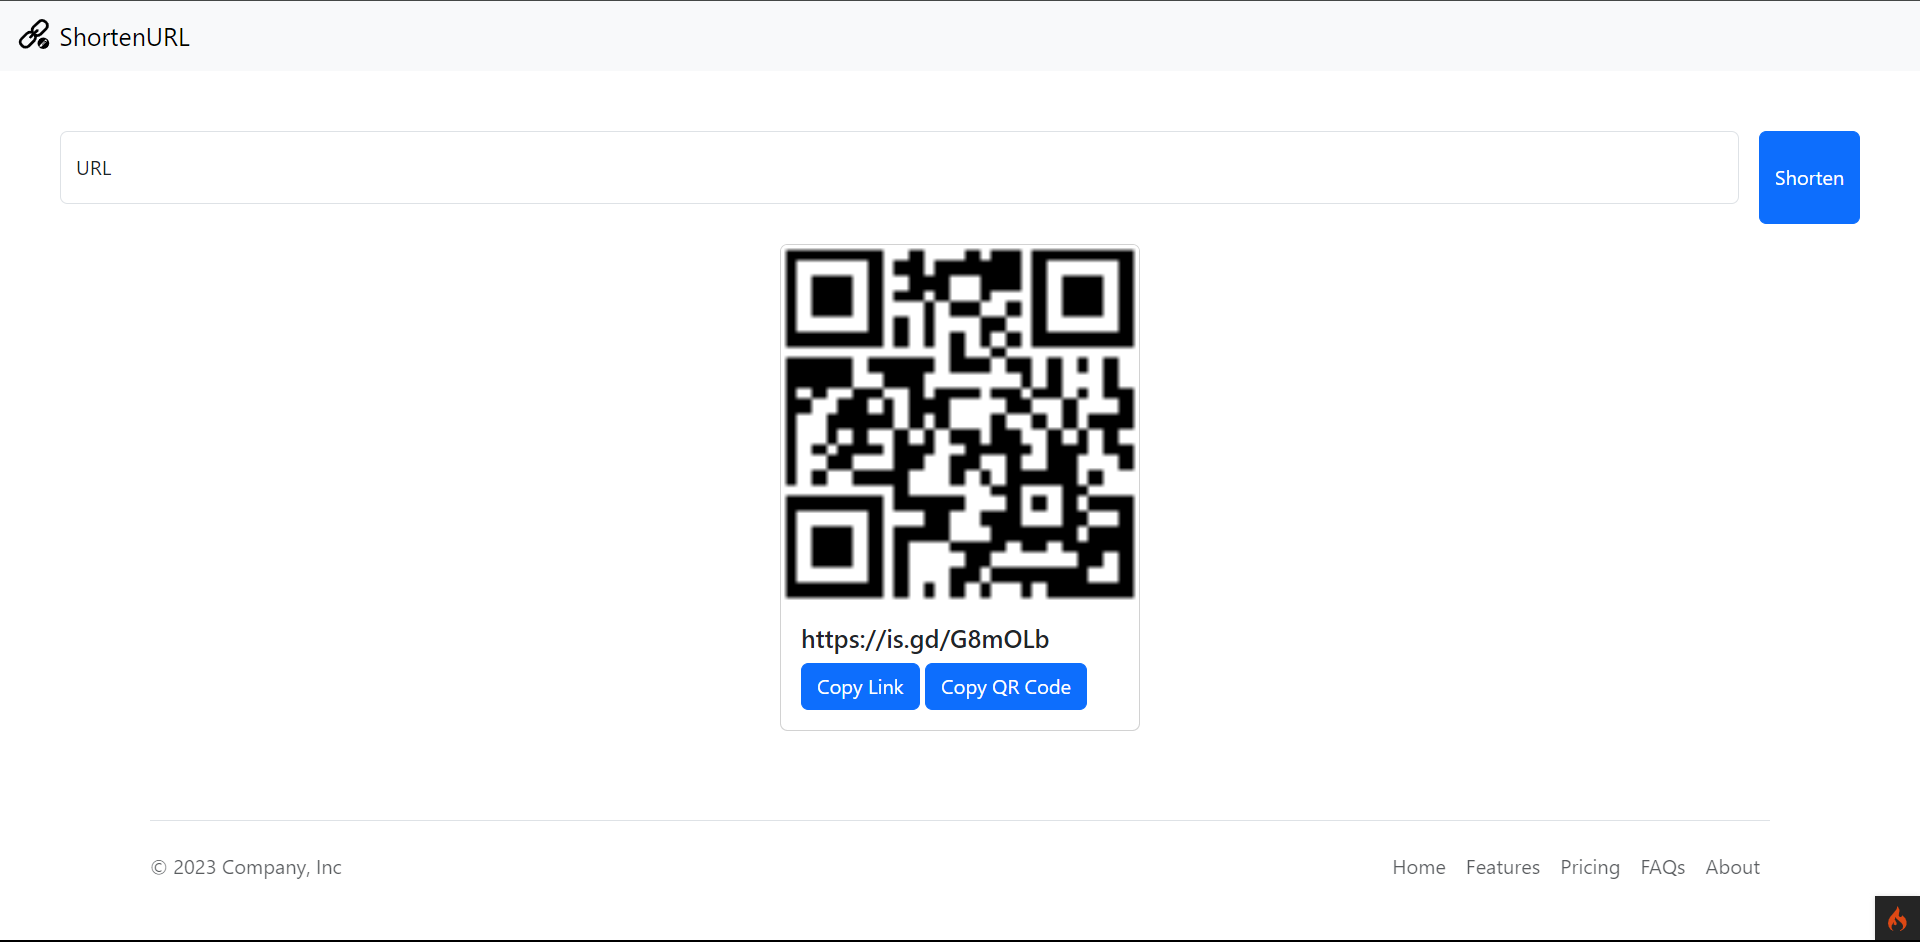 ShortenURL
URL
Shorten
https://is.gd/G8mOLb
Copy Link Copy QR Code
© 2023 Company, Inc
Home Features Pricing FAQs About